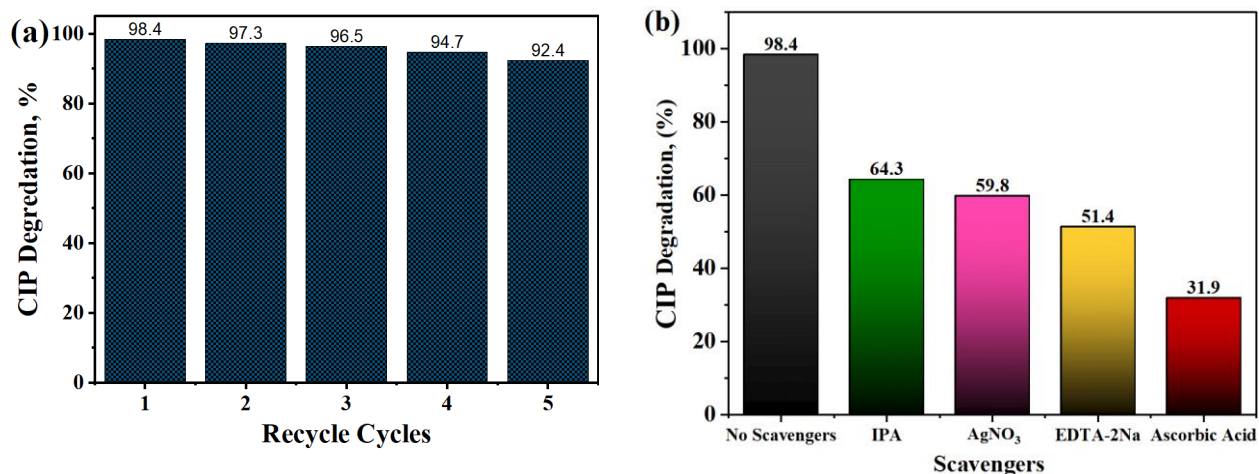 (a)
CIP Degredation, %
100
80
60
40
20
0
98.4
97.3
96.5
94.7
92.4
1 2 3 4 5
Recycle Cycles
(b)
CIP Degradation, (%)
100
80
60
40
20
0
98.4
64.3
59.8
51.4
31.9
No Scavengers IPA AgNO₃ EDTA-2Na Ascorbic Acid
Scavengers